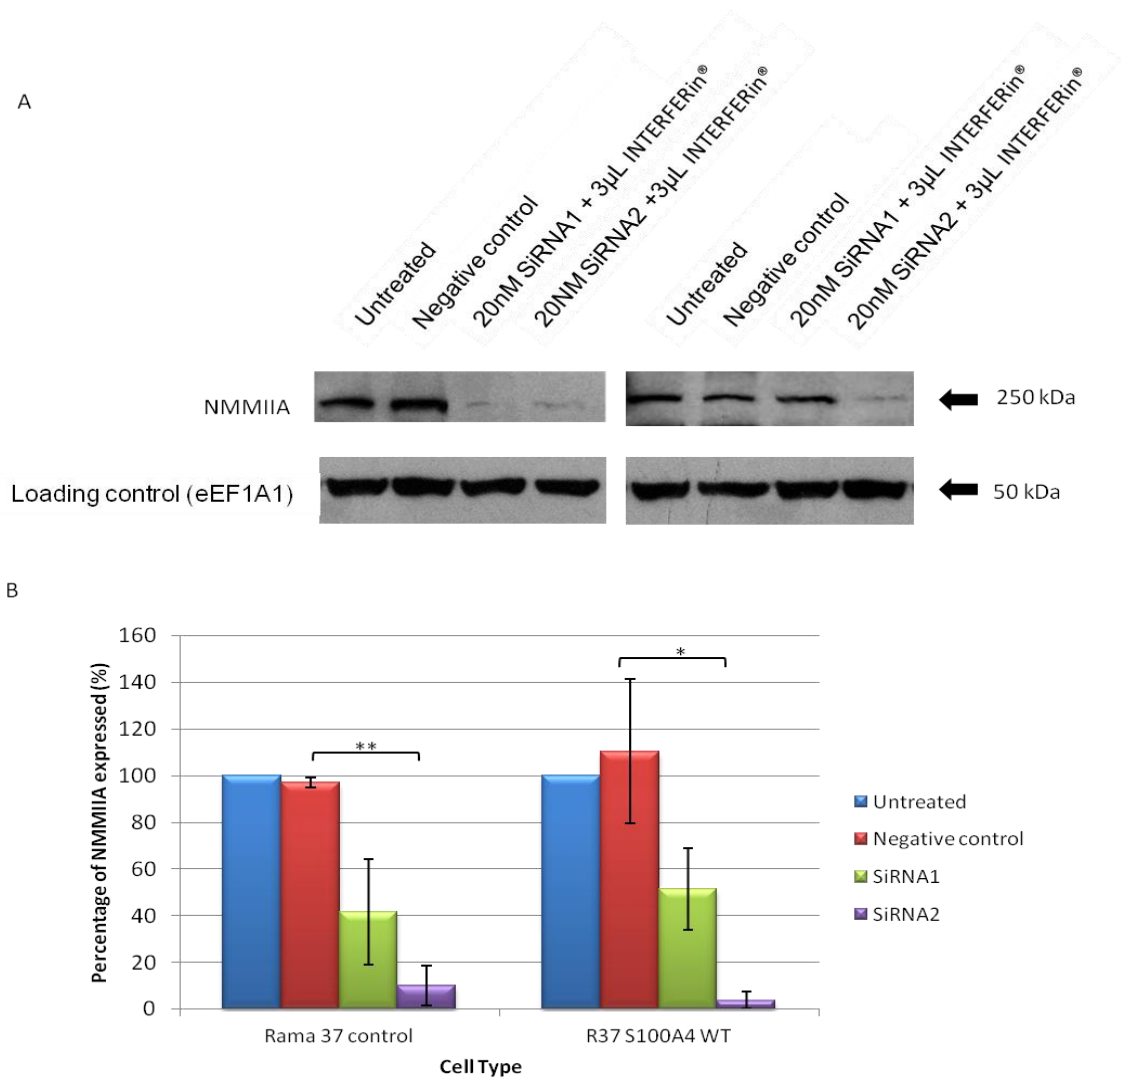 A
Untreated
Negative control
20nM SiRNA1 + 3µL INTERFERin®
20NM SiRNA2 +3µL INTERFERin®
Untreated
Negative control
20nM SiRNA1 + 3µL INTERFERin®
20nM SiRNA2 + 3µL INTERFERin®
NMMIIA
250 kDa
Loading control (eEF1A1)
50 kDa
B
Percentage of NMMIIA expressed (%)
160
140
120
100
80
60
40
20
0
**
*
Rama 37 control
R37 S100A4 WT
Cell Type
Untreated
Negative control
SiRNA1
SiRNA2